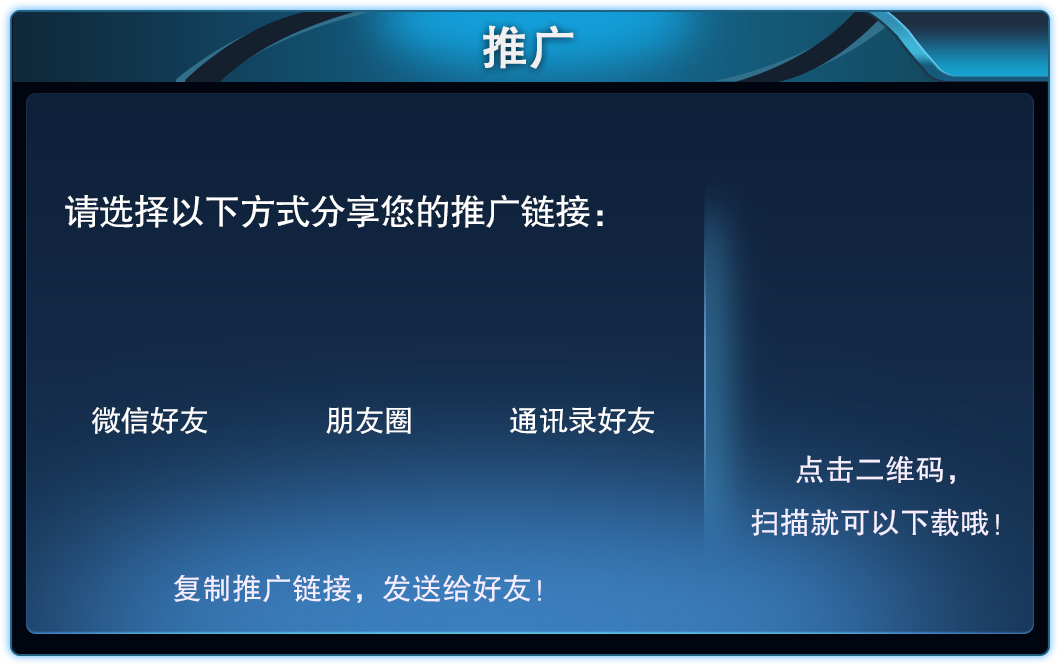 推广
请选择以下方式分享您的推广链接：
微信好友
朋友圈
通讯录好友
点击二维码，
扫描就可以下载哦！
复制推广链接，发送给好友！